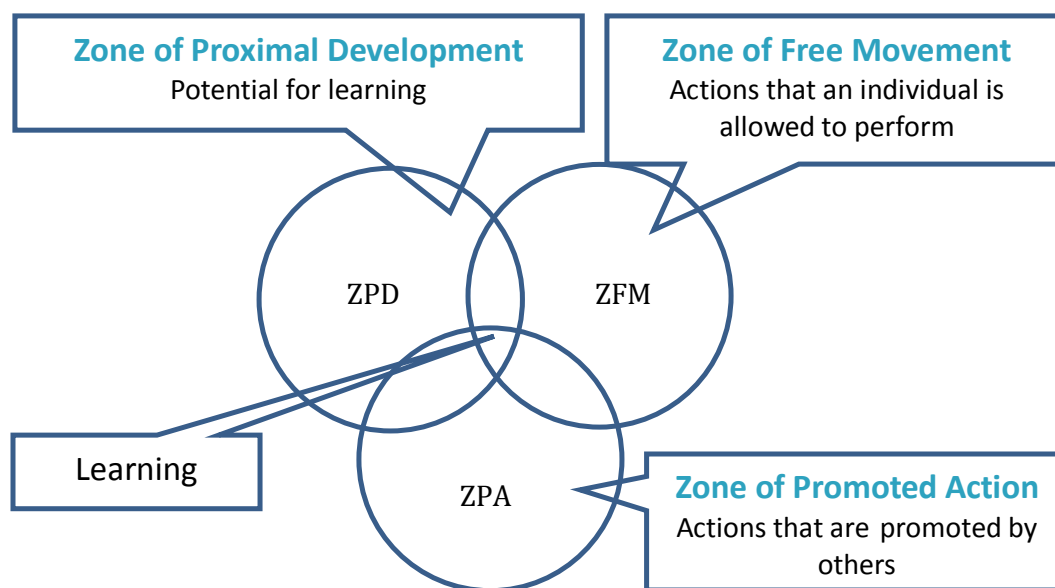 Zone of Proximal Development
Potential for learning
Zone of Free Movement
Actions that an individual is
allowed to perform
ZPD
ZFM
Learning
ZPA
Zone of Promoted Action
Actions that are promoted by
others